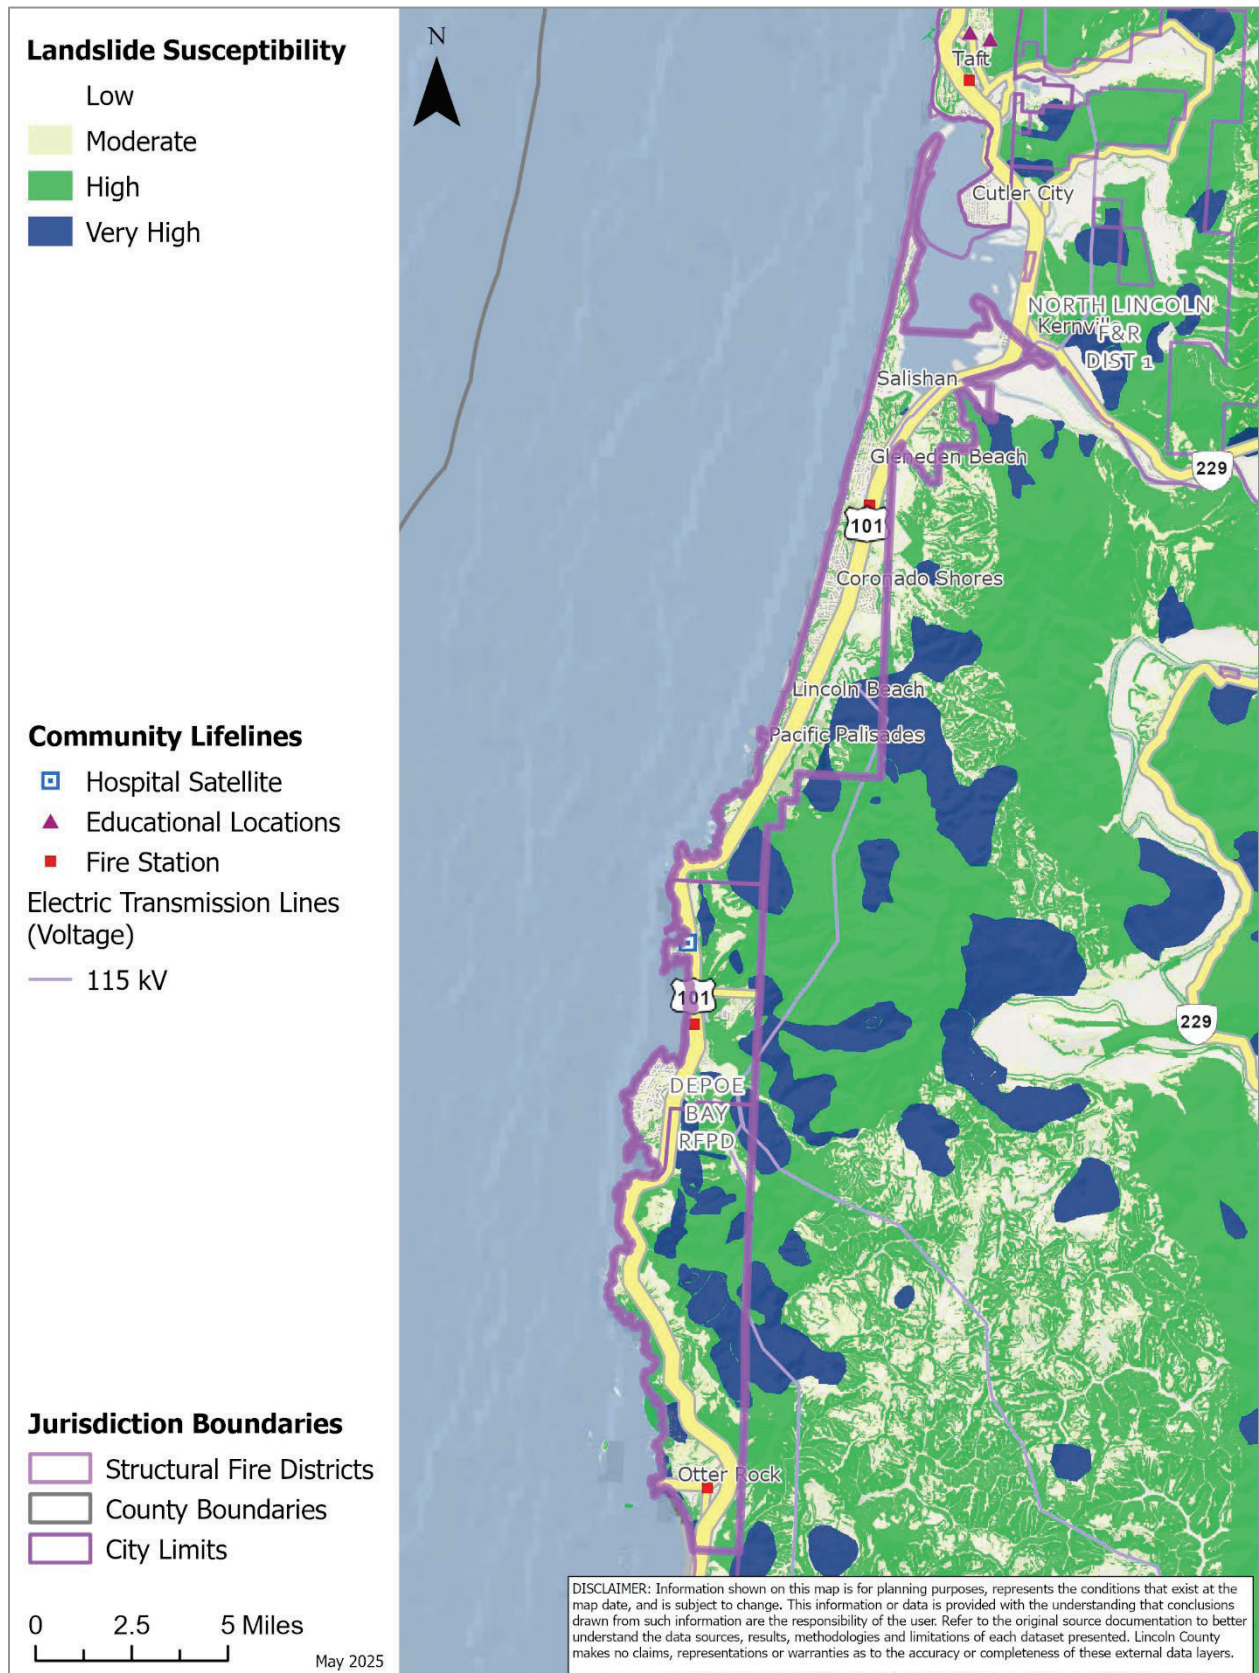 Landslide Susceptibility
Low
Moderate
High
Very High
Community Lifelines
Hospital Satellite
Educational Locations
Fire Station
Electric Transmission Lines
(Voltage)
115 kV
Jurisdiction Boundaries
Structural Fire Districts
County Boundaries
City Limits
0 2.5 5 Miles
May 2025
N
Taft
Cutler City
NORTH LINCOLN
F&R
DIST 1
Salishan
Gleneden Beach
229
101
Coronado Shores
Lincoln Beach
Pacific Palisades
101
229
DEPOE
BAY
RFPD
Otter Rock
DISCLAIMER: Information shown on this map is for planning purposes, represents the conditions that exist at the
map date, and is subject to change. This information or data is provided with the understanding that conclusions
drawn from such information are the responsibility of the user. Refer to the original source documentation to better
understand the data sources, results, methodologies and limitations of each dataset presented. Lincoln County
makes no claims, representations or warranties as to the accuracy or completeness of these external data layers.